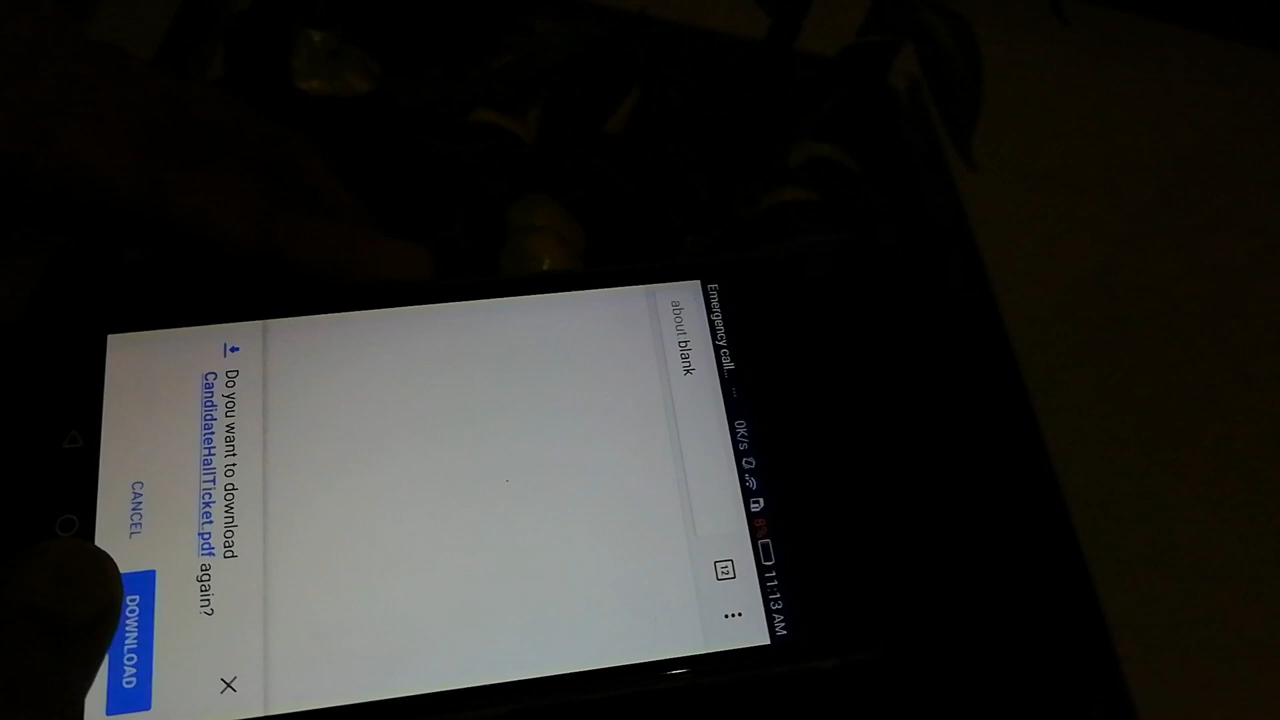 Emergency call... ... 0K/s 8% 11:13 AM
about:blank
12
Do you want to download
CandidateHallTicket.pdf again?
CANCEL DOWNLOAD